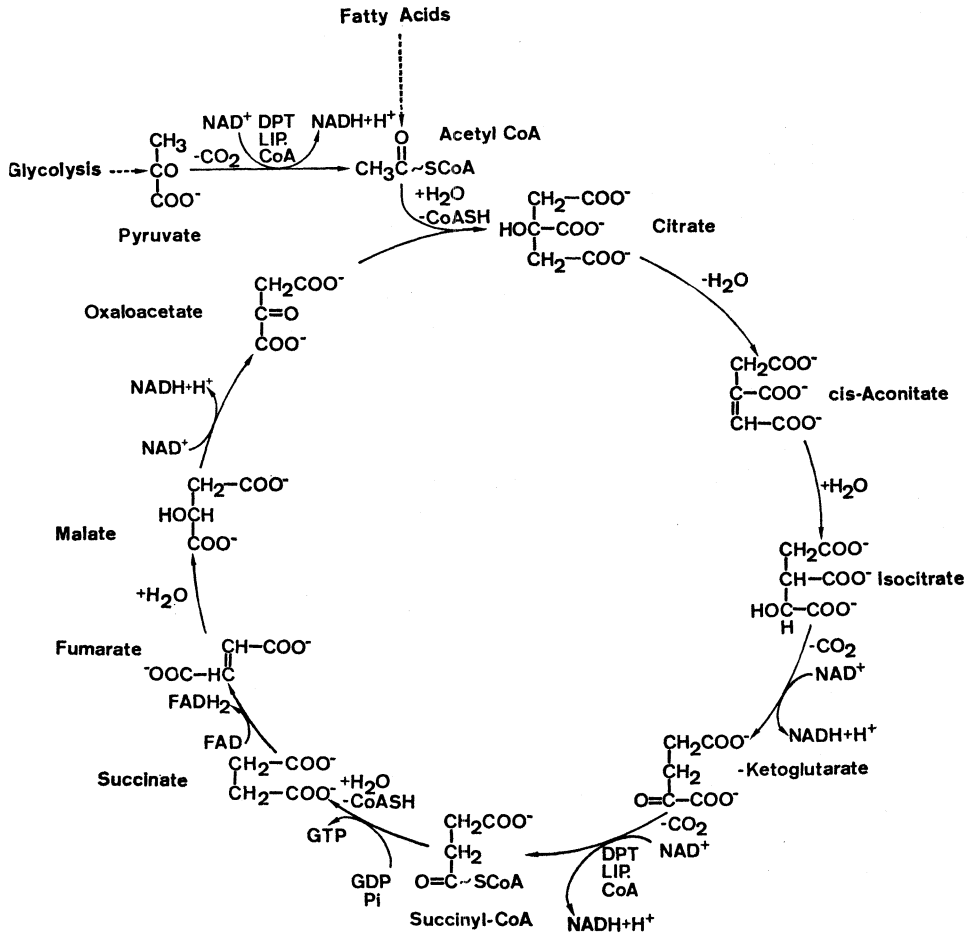 Fatty Acids
NAD⁺ DPT NADH+H⁺
LIP.
-CO₂ CoA
Acetyl CoA
O
CH₃C~SCoA
Glycolysis
CH₃
CO
COO⁻
Pyruvate
+H₂O
-CoASH
CH₂-COO⁻
HOC-COO⁻
CH₂-COO⁻
Citrate
-H₂O
CH₂COO⁻
C-COO⁻
CH-COO⁻
cis-Aconitate
+H₂O
CH₂COO⁻
CH-COO⁻
HOC-COO⁻
H
Isocitrate
-CO₂
NAD⁺
NADH+H⁺
CH₂COO⁻
CH₂
O=C-COO⁻
-Ketoglutarate
-CO₂
NAD⁺
DPT
LIP.
CoA
NADH+H⁺
CH₂COO⁻
CH₂
O=C~SCoA
Succinyl-CoA
+H₂O
-CoASH
GTP
GDP
Pi
CH₂-COO⁻
CH₂-COO⁻
Succinate
FAD
FADH₂
CH-COO⁻
⁻OOC-HC
Fumarate
+H₂O
CH₂-COO⁻
HOCH
COO⁻
Malate
NAD⁺
NADH+H⁺
CH₂COO⁻
C=O
COO⁻
Oxaloacetate